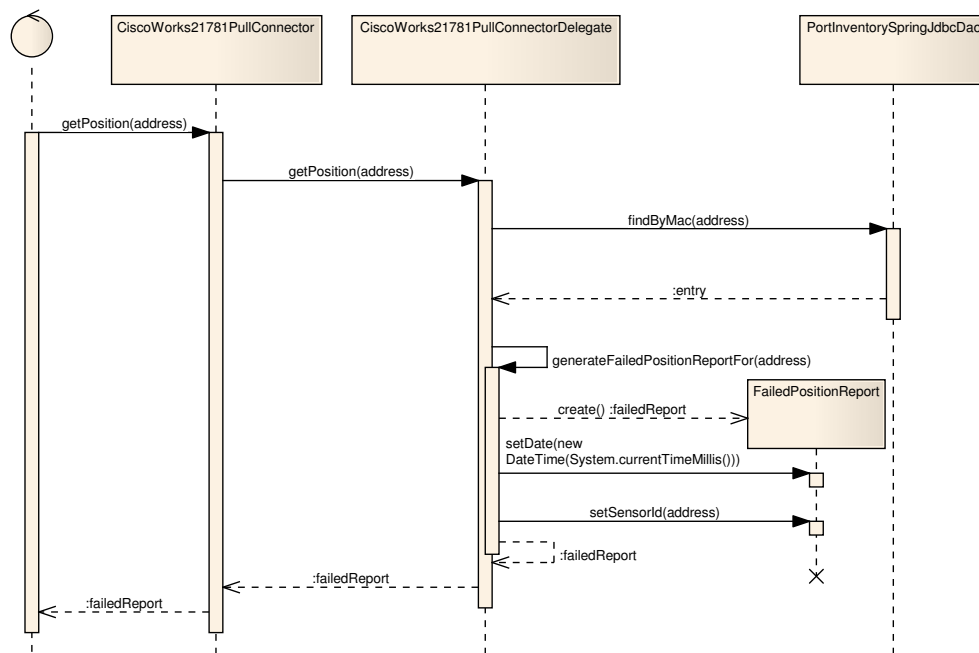 CiscoWorks21781PullConnector
CiscoWorks21781PullConnectorDelegate
PortInventorySpringJdbcDao
getPosition(address)
getPosition(address)
findByMac(address)
:entry
generateFailedPositionReportFor(address)
FailedPositionReport
create() :failedReport
setDate(new
DateTime(System.currentTimeMillis()))
setSensorId(address)
:failedReport
:failedReport
:failedReport